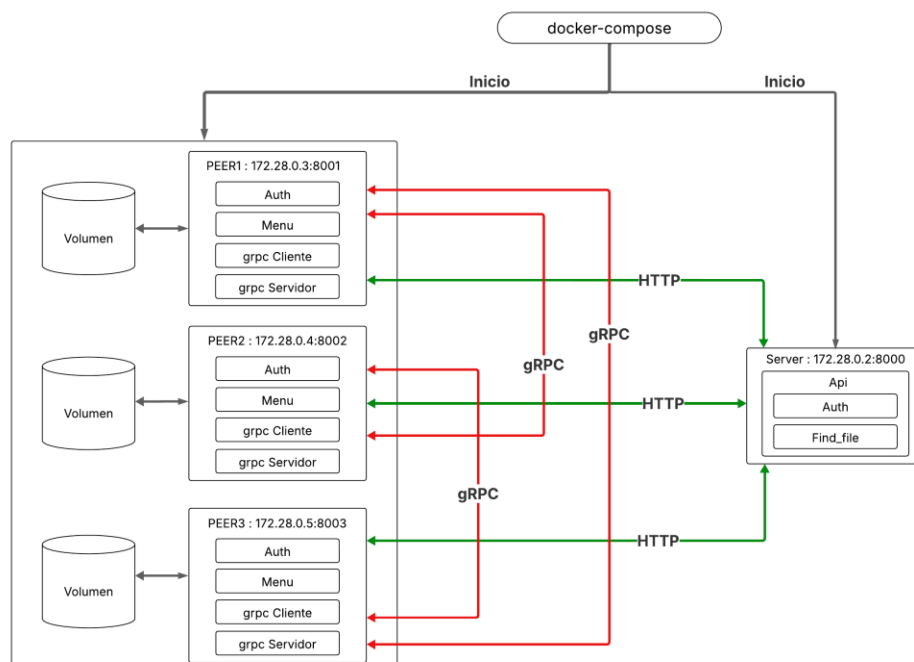 docker-compose
Inicio
Inicio
PEER1 : 172.28.0.3:8001
Auth
Menu
grpc Cliente
grpc Servidor
Volumen
HTTP
gRPC
PEER2 : 172.28.0.4:8002
Auth
Menu
grpc Cliente
grpc Servidor
Volumen
gRPC
HTTP
Server : 172.28.0.2:8000
Api
Auth
Find_file
gRPC
PEER3 : 172.28.0.5:8003
Auth
Menu
grpc Cliente
grpc Servidor
Volumen
HTTP